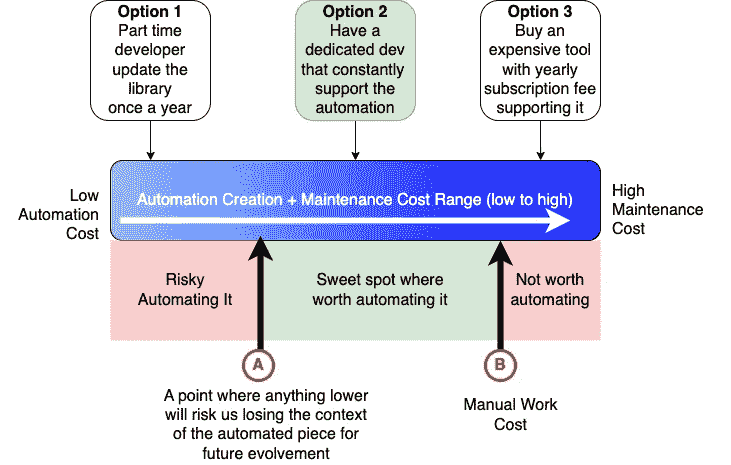 Option 1
Part time
developer
update the
library
once a year
Option 2
Have a
dedicated dev
that constantly
support the
automation
Option 3
Buy an
expensive tool
with yearly
subscription fee
supporting it
Low
Automation
Cost
Automation Creation + Maintenance Cost Range (low to high)
High
Maintenance
Cost
Risky
Automating It
Sweet spot where
worth automating it
Not worth
automating
A
A point where anything lower
will risk us losing the context
of the automated piece for
future evolvement
B
Manual Work
Cost